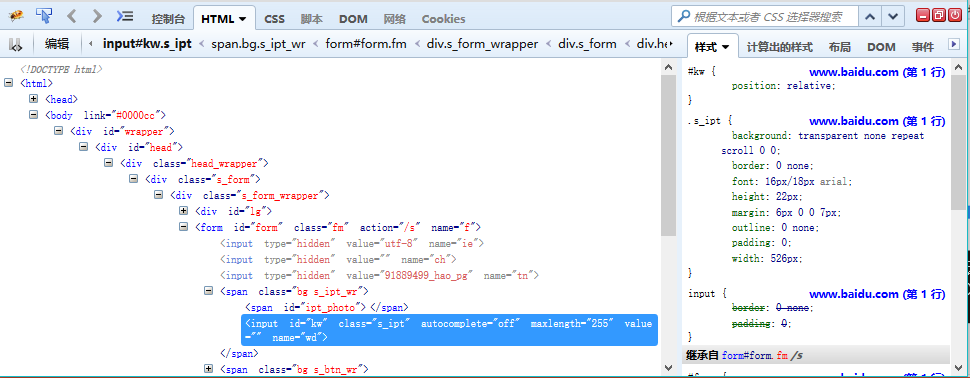 控制台 HTML CSS 脚本 DOM 网络 Cookies 根据文本或者 CSS 选择器搜索
编辑 input#kw.s_ipt < span.bg.s_ipt_wr < form#form.fm < div.s_form_wrapper < div.s_form < div.he
样式 计算出的样式 布局 DOM 事件
<!DOCTYPE html>
<html>
<head>
<body link="#0000cc">
<div id="wrapper">
<div id="head">
<div class="head_wrapper">
<div class="s_form">
<div class="s_form_wrapper">
<div id="lg">
<form id="form" class="fm" action="/s" name="f">
<input type="hidden" value="utf-8" name="ie">
<input type="hidden" value="" name="ch">
<input type="hidden" value="91889499_hao_pg" name="tn">
<span class="bg s_ipt_wr">
<span id="ipt_photo"></span>
<input id="kw" class="s_ipt" autocomplete="off" maxlength="255" value
="" name="wd">
</span>
<span class="bg s_btn_wr">
#kw { www.baidu.com (第 1 行)
position: relative;
}
.s_ipt { www.baidu.com (第 1 行)
background: transparent none repeat
scroll 0 0;
border: 0 none;
font: 16px/18px arial;
height: 22px;
margin: 6px 0 0 7px;
outline: 0 none;
padding: 0;
width: 526px;
}
input { www.baidu.com (第 1 行)
border: 0 none;
padding: 0;
}
继承自 form#form.fm /s